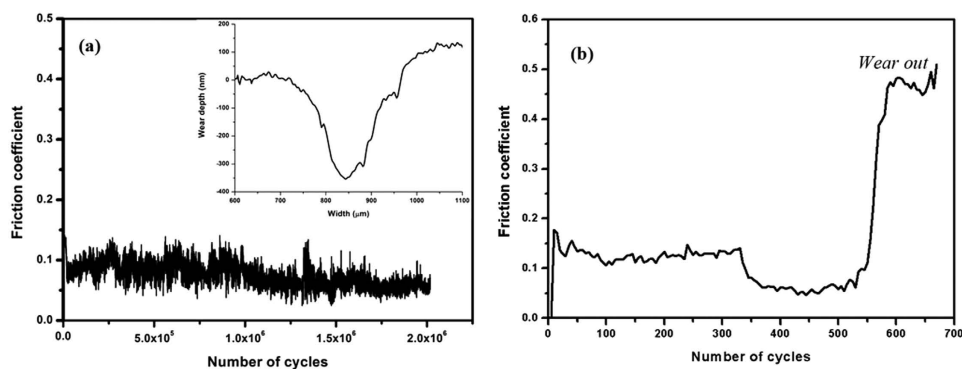 (a)
Friction coefficient
0.5
0.4
0.3
0.2
0.1
0.0
0.0 5.0x10⁵ 1.0x10⁶ 1.5x10⁶ 2.0x10⁶
Number of cycles
Wear depth (nm)
200
100
0
-100
-200
-300
-400
600 700 800 900 1000 1100
Width (μm)
(b)
Wear out
Friction coefficient
0.6
0.5
0.4
0.3
0.2
0.1
0.0
0 100 200 300 400 500 600 700
Number of cycles